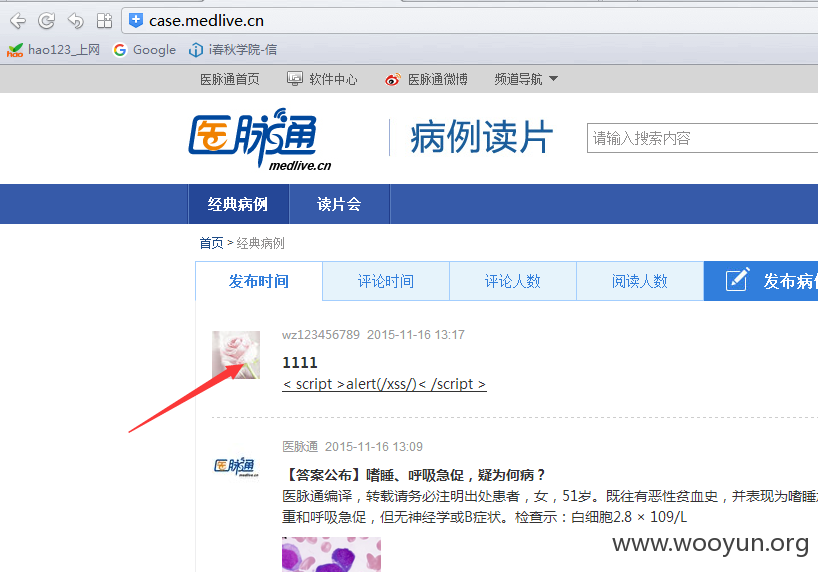 case.medlive.cn
hao123_上网 Google i春秋学院-信
医脉通首页 软件中心 医脉通微博 频道导航
医脉通
medlive.cn
病例读片
请输入搜索内容
经典病例 读片会
首页 > 经典病例
发布时间 评论时间 评论人数 阅读人数 发布病例
wz123456789 2015-11-16 13:17
1111
< script >alert(/xss/)< /script >
医脉通 2015-11-16 13:09
医脉通
【答案公布】嗜睡、呼吸急促，疑为何病？
医脉通编译，转载请务必注明出处患者，女，51岁。既往有恶性贫血史，并表现为嗜睡
重和呼吸急促，但无神经学或B症状。检查示：白细胞2.8 × 109/L
www.wooyun.org